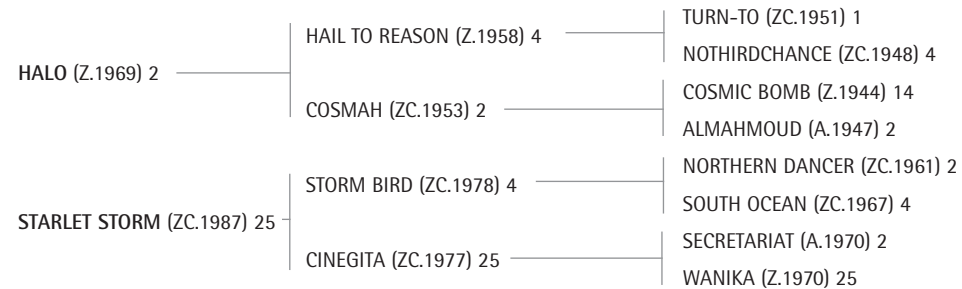 TURN-TO (ZC.1951) 1
HAIL TO REASON (Z.1958) 4
NOTHIRDCHANCE (ZC.1948) 4
HALO (Z.1969) 2
COSMIC BOMB (Z.1944) 14
COSMAH (ZC.1953) 2
ALMAHMOUD (A.1947) 2
NORTHERN DANCER (ZC.1961) 2
STORM BIRD (ZC.1978) 4
SOUTH OCEAN (ZC.1967) 4
STARLET STORM (ZC.1987) 25
SECRETARIAT (A.1970) 2
CINEGITA (ZC.1977) 25
WANIKA (Z.1970) 25